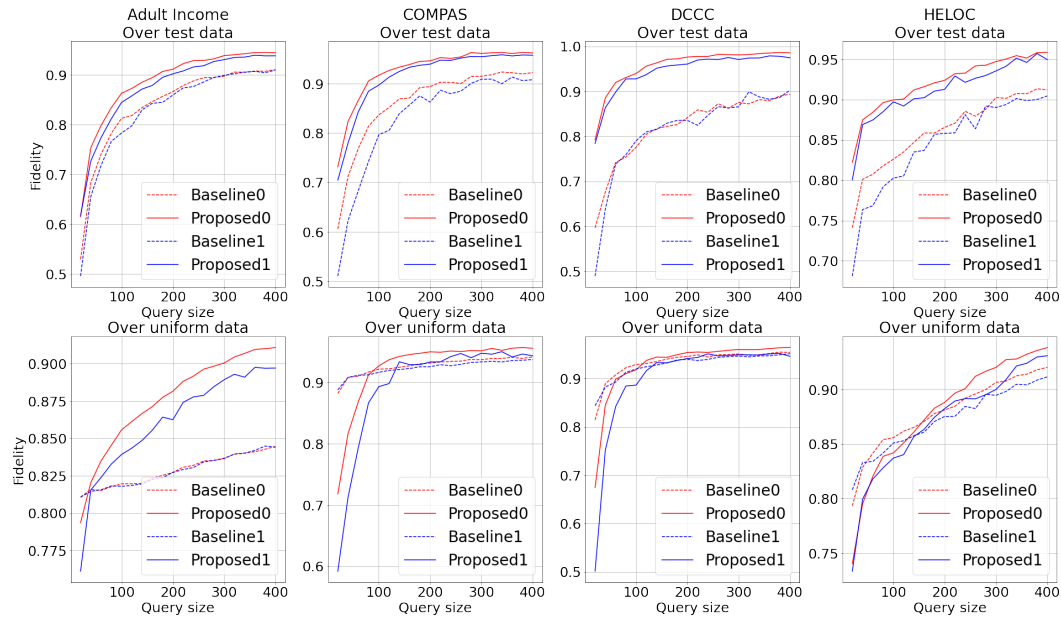 Adult Income
Over test data
Fidelity
0.9
0.8
0.7
0.6
0.5
100 200 300 400
Query size
Baseline0
Proposed0
Baseline1
Proposed1
COMPAS
Over test data
0.9
0.8
0.7
0.6
0.5
100 200 300 400
Query size
Baseline0
Proposed0
Baseline1
Proposed1
DCCC
Over test data
1.0
0.9
0.8
0.7
0.6
0.5
100 200 300 400
Query size
Baseline0
Proposed0
Baseline1
Proposed1
HELOC
Over test data
0.95
0.90
0.85
0.80
0.75
0.70
100 200 300 400
Query size
Baseline0
Proposed0
Baseline1
Proposed1
Over uniform data
Fidelity
0.900
0.875
0.850
0.825
0.800
0.775
100 200 300 400
Query size
Baseline0
Proposed0
Baseline1
Proposed1
Over uniform data
0.9
0.8
0.7
0.6
100 200 300 400
Query size
Baseline0
Proposed0
Baseline1
Proposed1
Over uniform data
0.9
0.8
0.7
0.6
0.5
100 200 300 400
Query size
Baseline0
Proposed0
Baseline1
Proposed1
Over uniform data
0.90
0.85
0.80
0.75
100 200 300 400
Query size
Baseline0
Proposed0
Baseline1
Proposed1